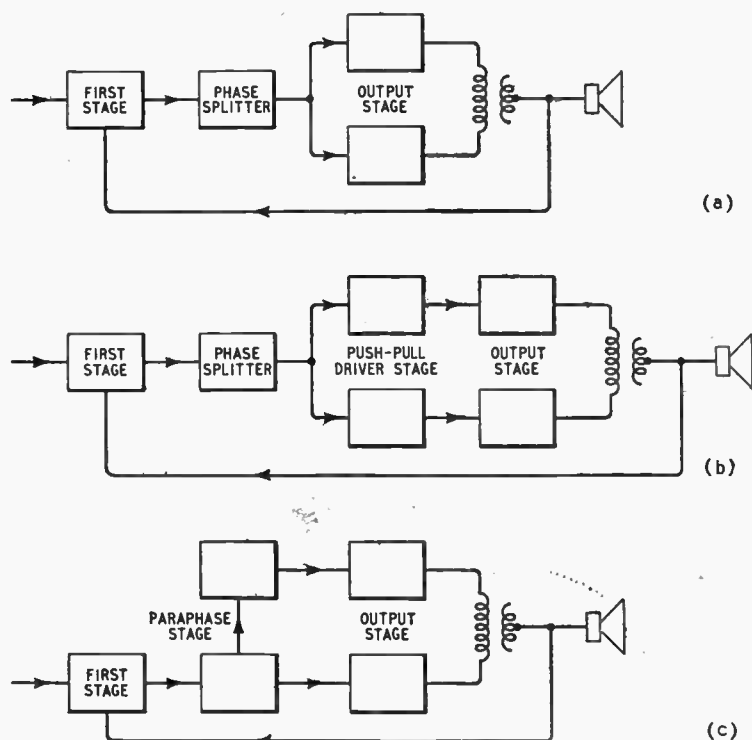 FIRST
STAGE
PHASE
SPLITTER
OUTPUT
STAGE
(a)
FIRST
STAGE
PHASE
SPLITTER
PUSH-PULL
DRIVER STAGE
OUTPUT
STAGE
(b)
PARAPHASE
STAGE
OUTPUT
STAGE
FIRST
STAGE
(c)